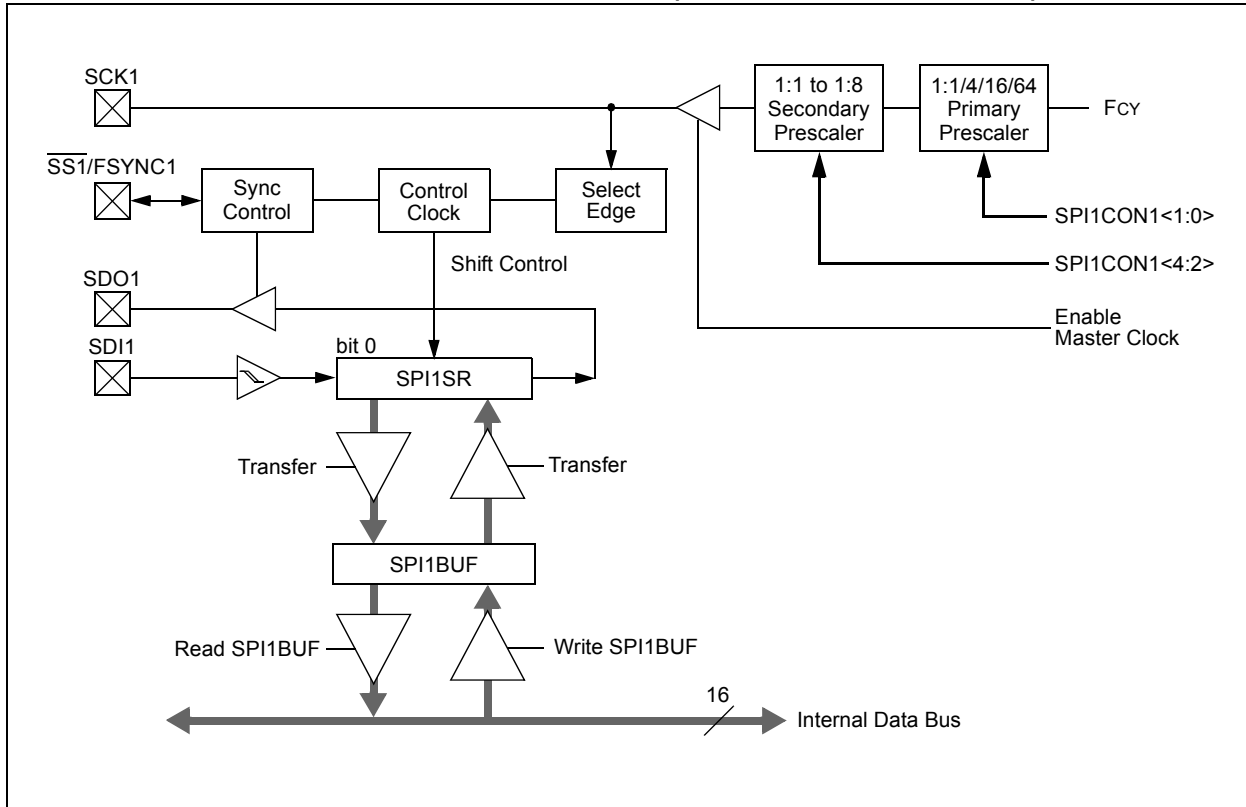 SCK1
1:1 to 1:8
Secondary
Prescaler
1:1/4/16/64
Primary
Prescaler
FCY
SS1/FSYNC1
Sync
Control
Control
Clock
Select
Edge
SPI1CON1<1:0>
Shift Control
SPI1CON1<4:2>
SDO1
Enable
Master Clock
SDI1
bit 0
SPI1SR
Transfer
Transfer
SPI1BUF
Read SPI1BUF
Write SPI1BUF
16
Internal Data Bus